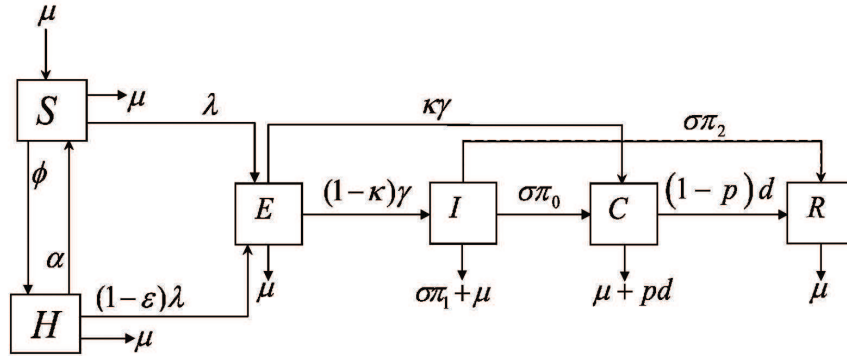 μ
S
μ
λ
κγ
σπ₂
ϕ
E
(1-κ)γ
I
σπ₀
C
(1-p)d
R
α
(1-ε)λ
μ
σπ₁+μ
μ+pd
μ
H
μ